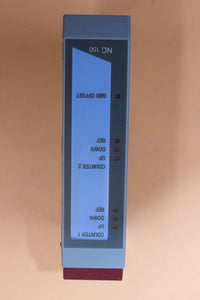 COUNTER 1
UP
DOWN
REF
COUNTER 2
UP
DOWN
REF
GND OFFSET
NC 150